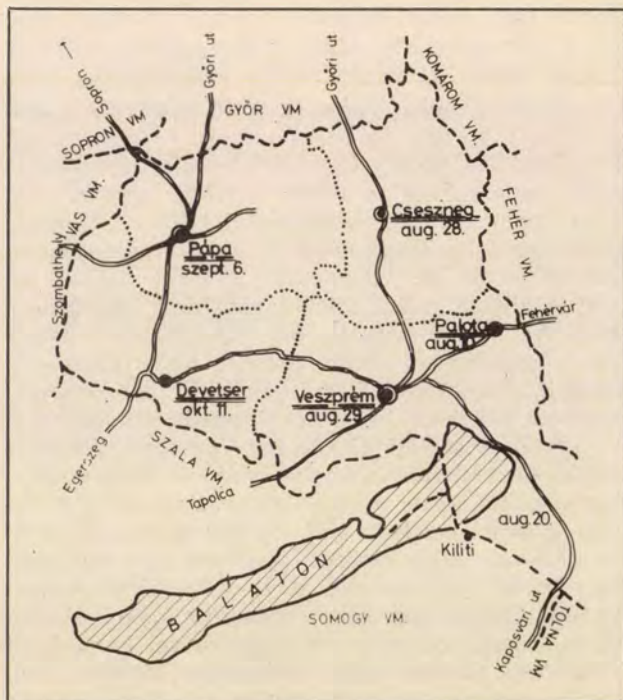 Sopron
Győri út
Győri út
KOMÁROM VM.
SOPRON VM
GYŐR VM.
VAS VM.
FEHÉR VM.
Cseszneg
aug. 28.
Pápa
szept. 6.
Szombathely
Palota
aug.
Fehérvár
Devetser
okt. 11.
Veszprém
aug. 29.
SZALA VM.
Egerszeg
Tapolca
aug. 20.
Kiliti
BALATON
SOMOGY VM.
Kaposvári út
TOLNA VM